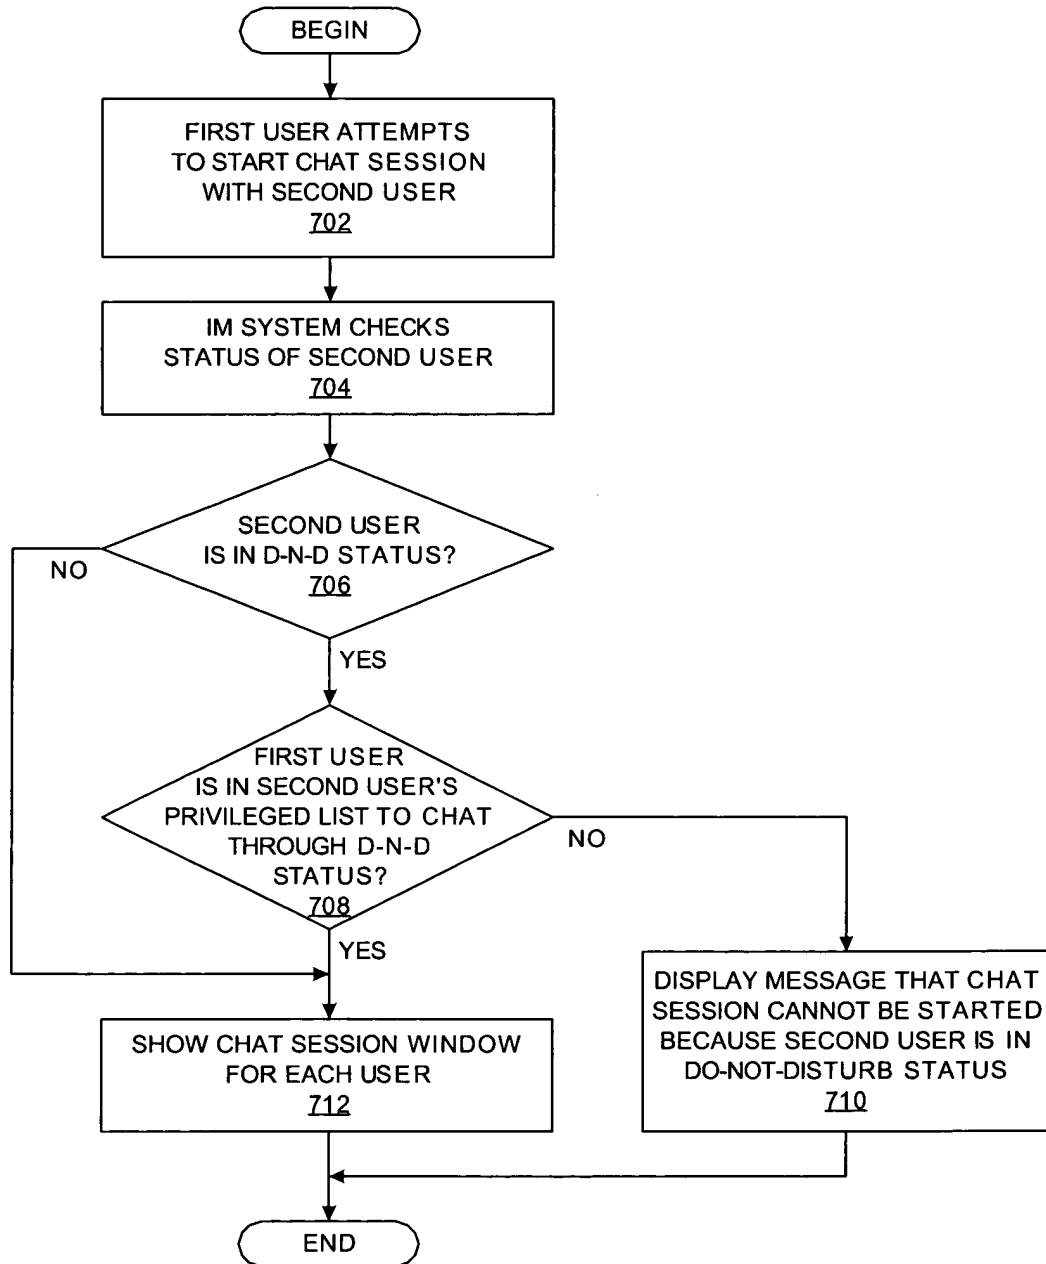 BEGIN
FIRST USER ATTEMPTS
TO START CHAT SESSION
WITH SECOND USER
702
IM SYSTEM CHECKS
STATUS OF SECOND USER
704
SECOND USER
IS IN D-N-D STATUS?
706
NO
YES
FIRST USER
IS IN SECOND USER'S
PRIVILEGED LIST TO CHAT
THROUGH D-N-D
STATUS?
708
NO
YES
DISPLAY MESSAGE THAT CHAT
SESSION CANNOT BE STARTED
BECAUSE SECOND USER IS IN
DO-NOT-DISTURB STATUS
710
SHOW CHAT SESSION WINDOW
FOR EACH USER
712
END